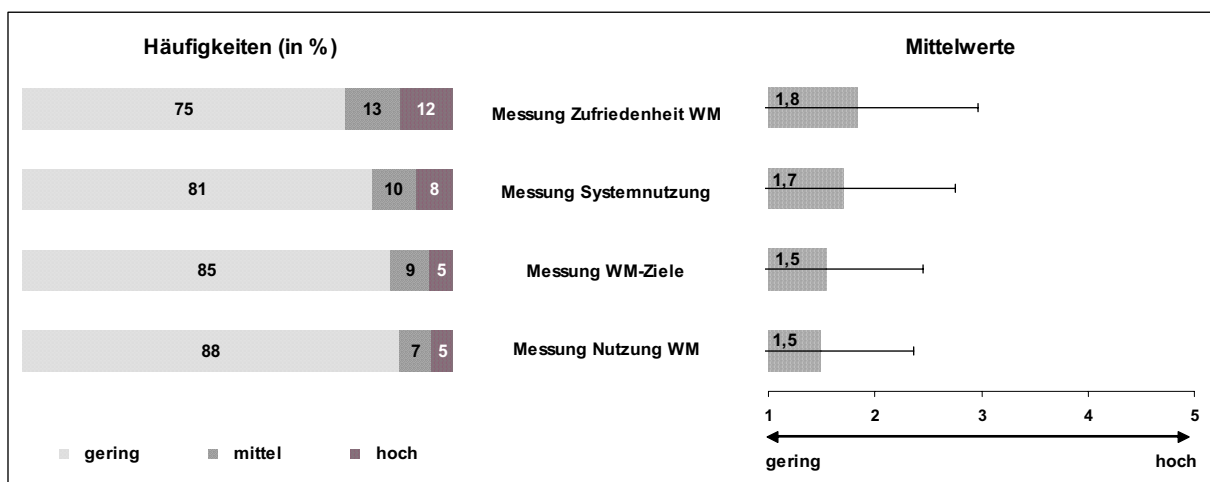 Häufigkeiten (in %)
Mittelwerte
75 13 12 Messung Zufriedenheit WM 1,8
81 10 8 Messung Systemnutzung 1,7
85 9 5 Messung WM-Ziele 1,5
88 7 5 Messung Nutzung WM 1,5
1 2 3 4 5
gering mittel hoch
gering hoch